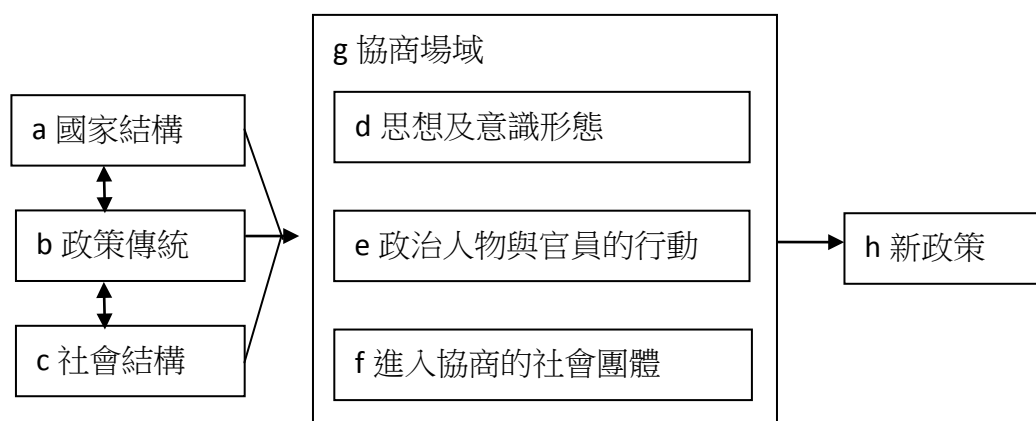 g 協商場域
a 國家結構
d 思想及意識形態
b 政策傳統
e 政治人物與官員的行動
h 新政策
c 社會結構
f 進入協商的社會團體